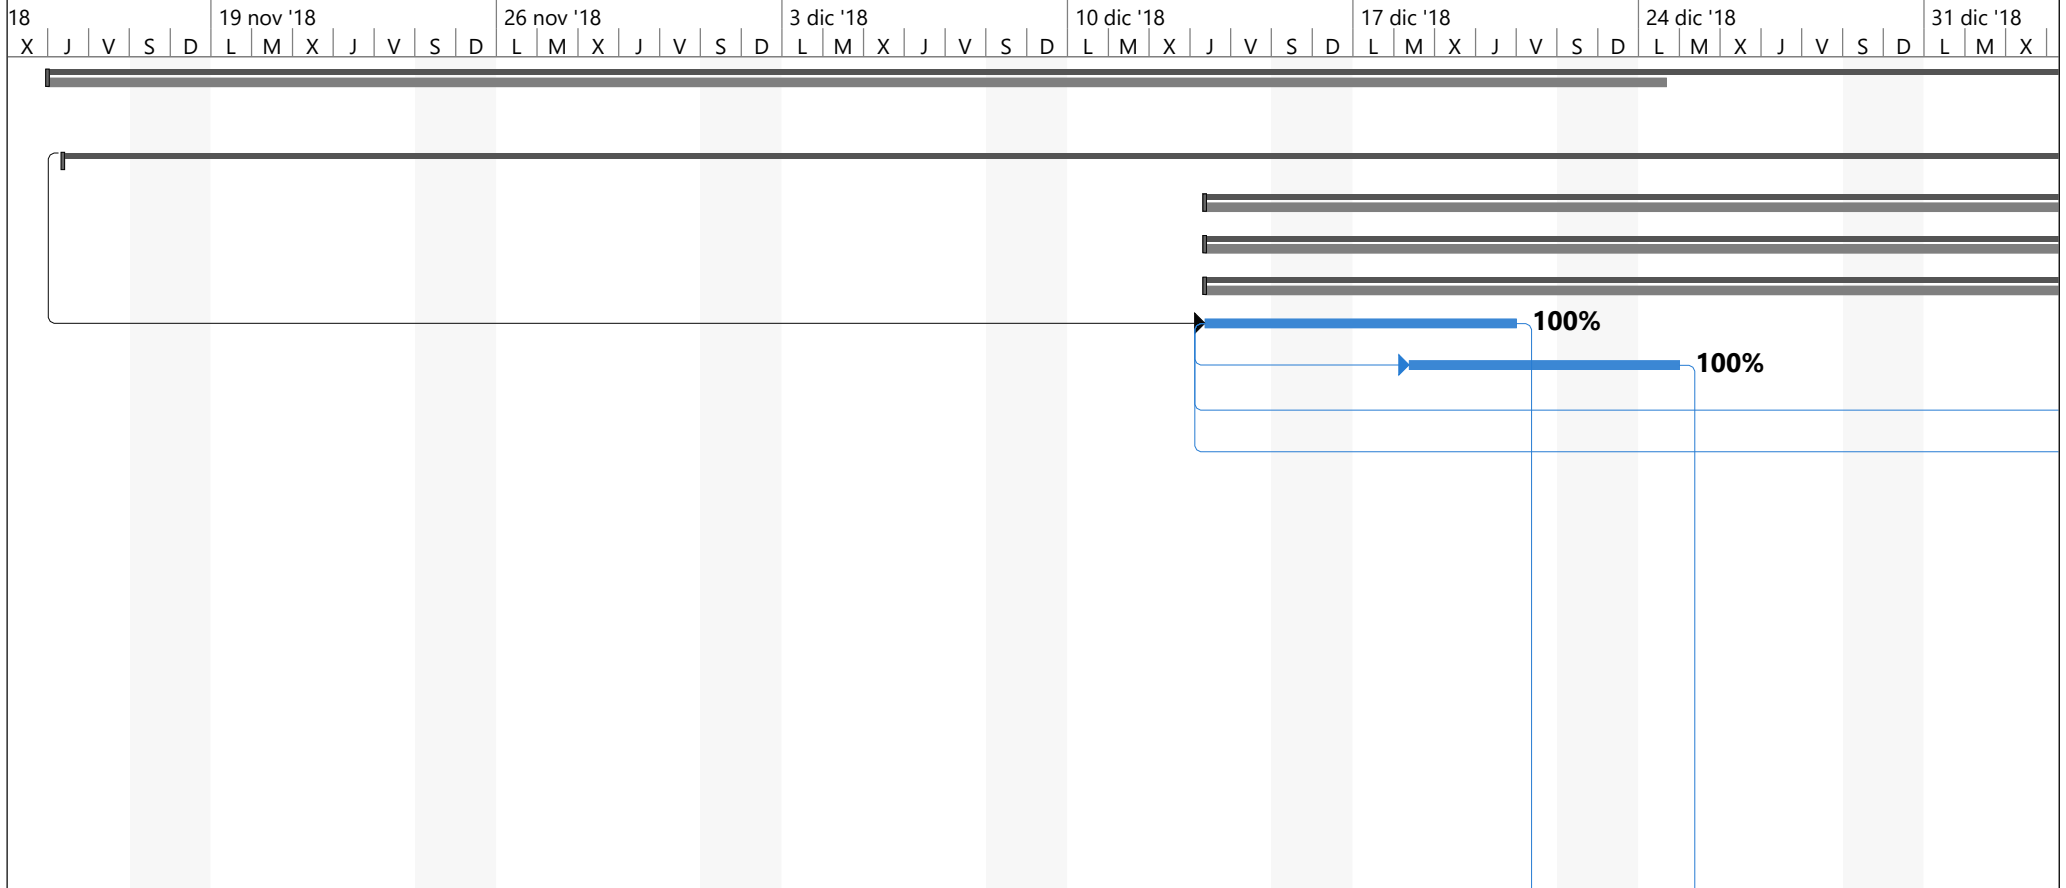 18 19 nov '18 26 nov '18 3 dic '18 10 dic '18 17 dic '18 24 dic '18 31 dic '18
X J V S D L M X J V S D L M X J V S D L M X J V S D L M X J V S D L M X J V S D L M X J V S D L M X
100%
100%